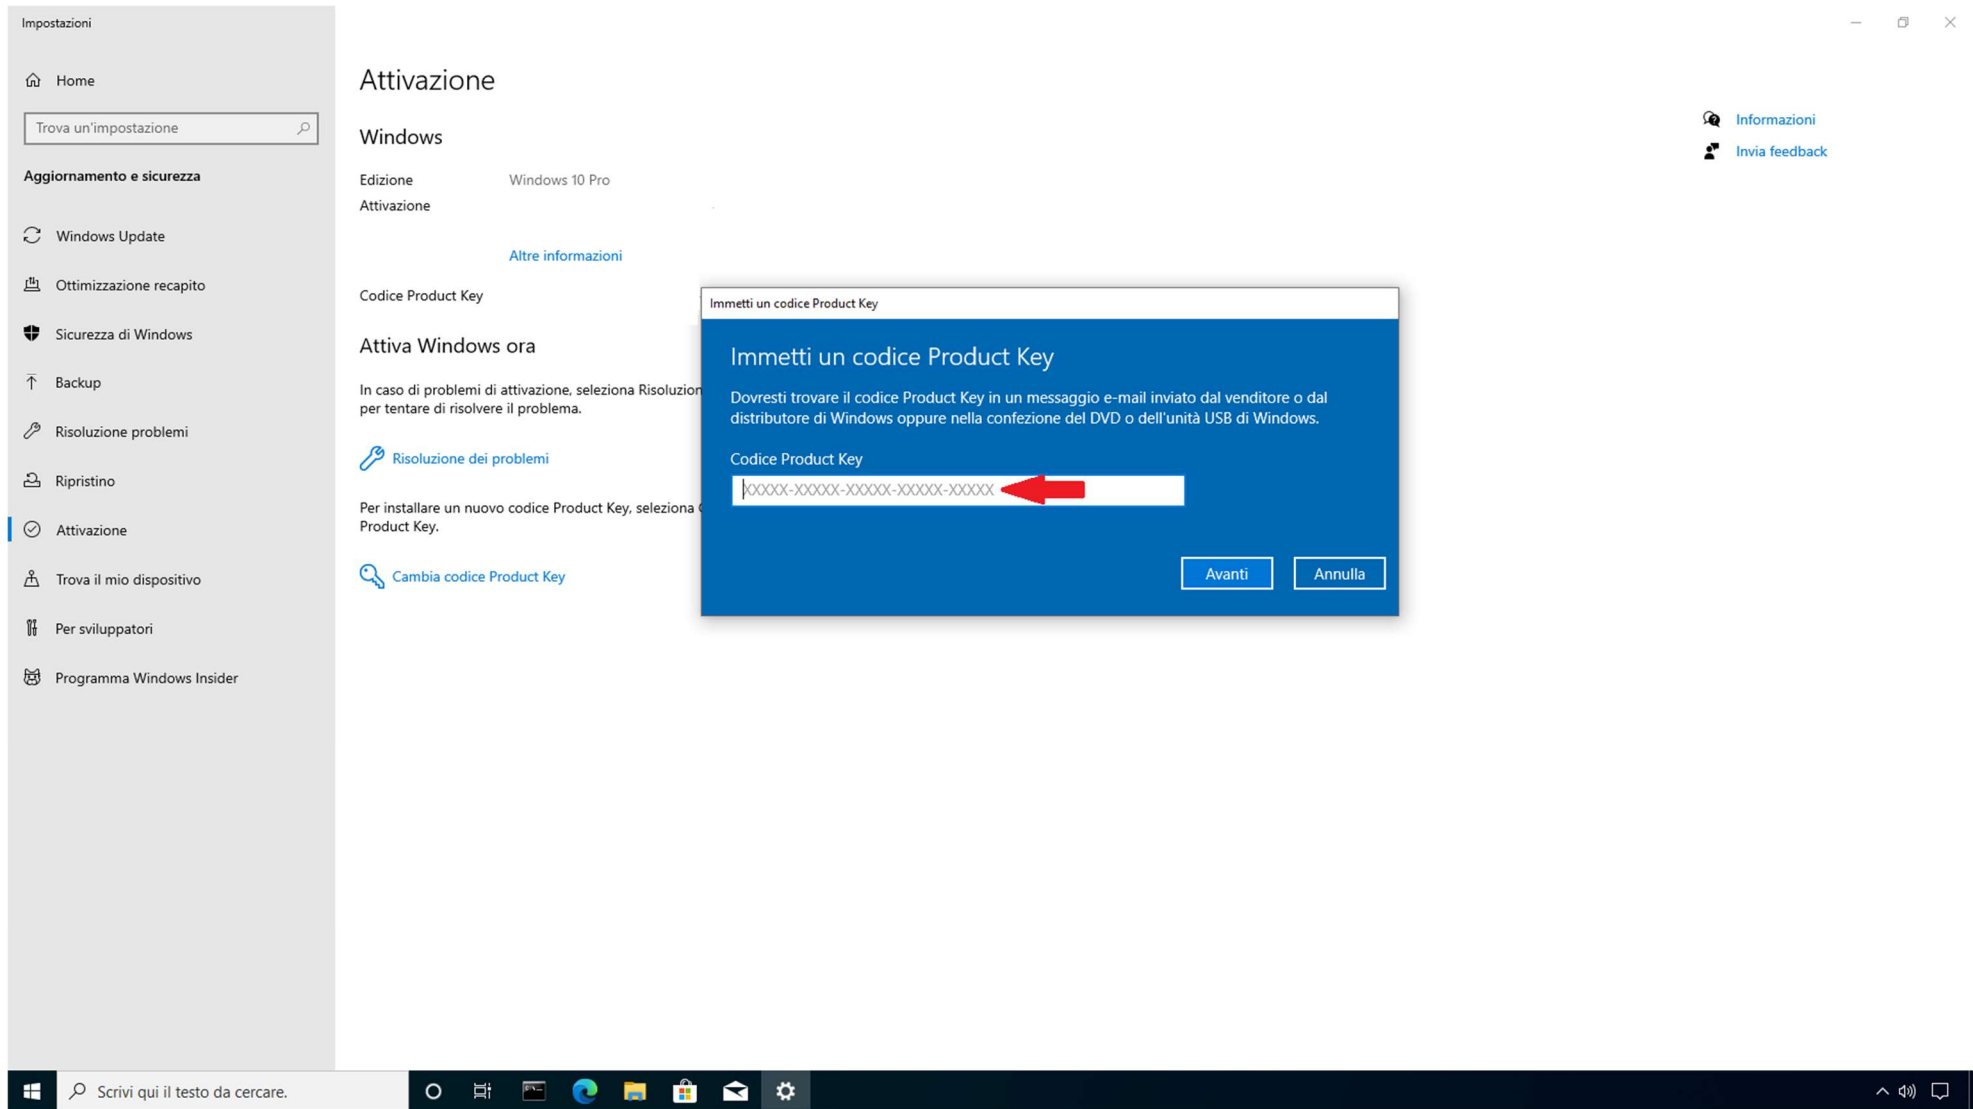 Impostazioni
Home
Trova un'impostazione
Aggiornamento e sicurezza
Windows Update
Ottimizzazione recapito
Sicurezza di Windows
Backup
Risoluzione problemi
Ripristino
Attivazione
Trova il mio dispositivo
Per sviluppatori
Programma Windows Insider
Attivazione
Windows
Edizione Windows 10 Pro
Attivazione
Altre informazioni
Codice Product Key
Attiva Windows ora
In caso di problemi di attivazione, seleziona Risoluzion
per tentare di risolvere il problema.
Risoluzione dei problemi
Per installare un nuovo codice Product Key, seleziona
Product Key.
Cambia codice Product Key
Informazioni
Invia feedback
Immetti un codice Product Key
Immetti un codice Product Key
Dovresti trovare il codice Product Key in un messaggio e-mail inviato dal venditore o dal
distributore di Windows oppure nella confezione del DVD o dell'unità USB di Windows.
Codice Product Key
XXXXX-XXXXX-XXXXX-XXXXX-XXXXX
Avanti
Annulla
Scrivi qui il testo da cercare.